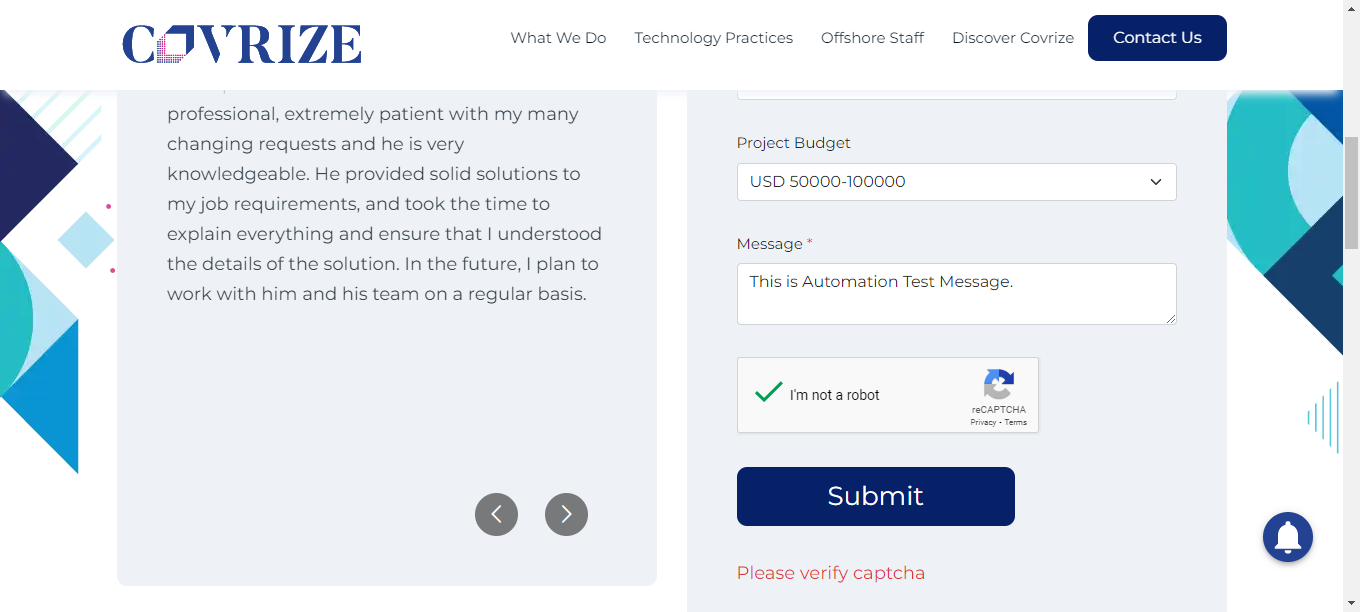 COVRIZE
What We Do
Technology Practices
Offshore Staff
Discover Covrize
Contact Us
professional, extremely patient with my many
changing requests and he is very
knowledgeable. He provided solid solutions to
my job requirements, and took the time to
explain everything and ensure that I understood
the details of the solution. In the future, I plan to
work with him and his team on a regular basis.
Project Budget
USD 50000-100000
Message *
This is Automation Test Message.
I'm not a robot
reCAPTCHA
Privacy - Terms
Submit
Please verify captcha